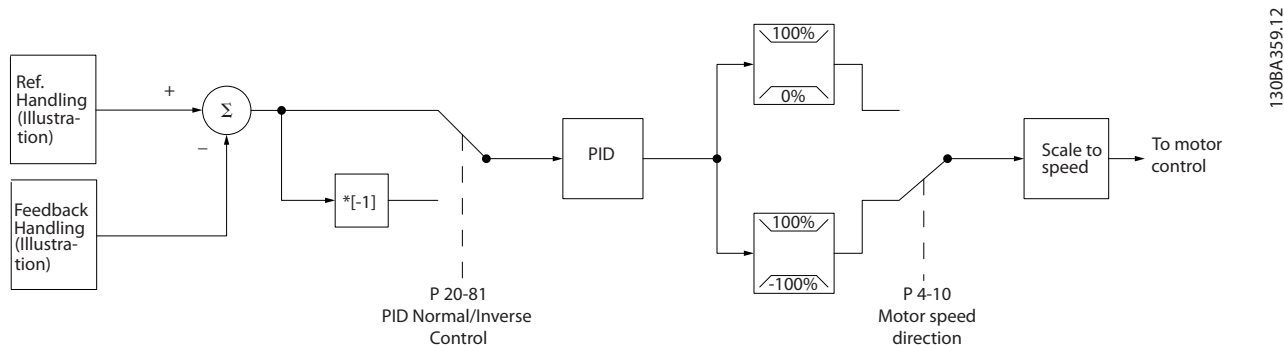 Ref.
Handling
(Illustra-
tion)
+
Σ
−
Feedback
Handling
(Illustra-
tion)
*[-1]
P 20-81
PID Normal/Inverse
Control
PID
100%
0%
100%
-100%
P 4-10
Motor speed
direction
Scale to
speed
To motor
control
130BA359.12